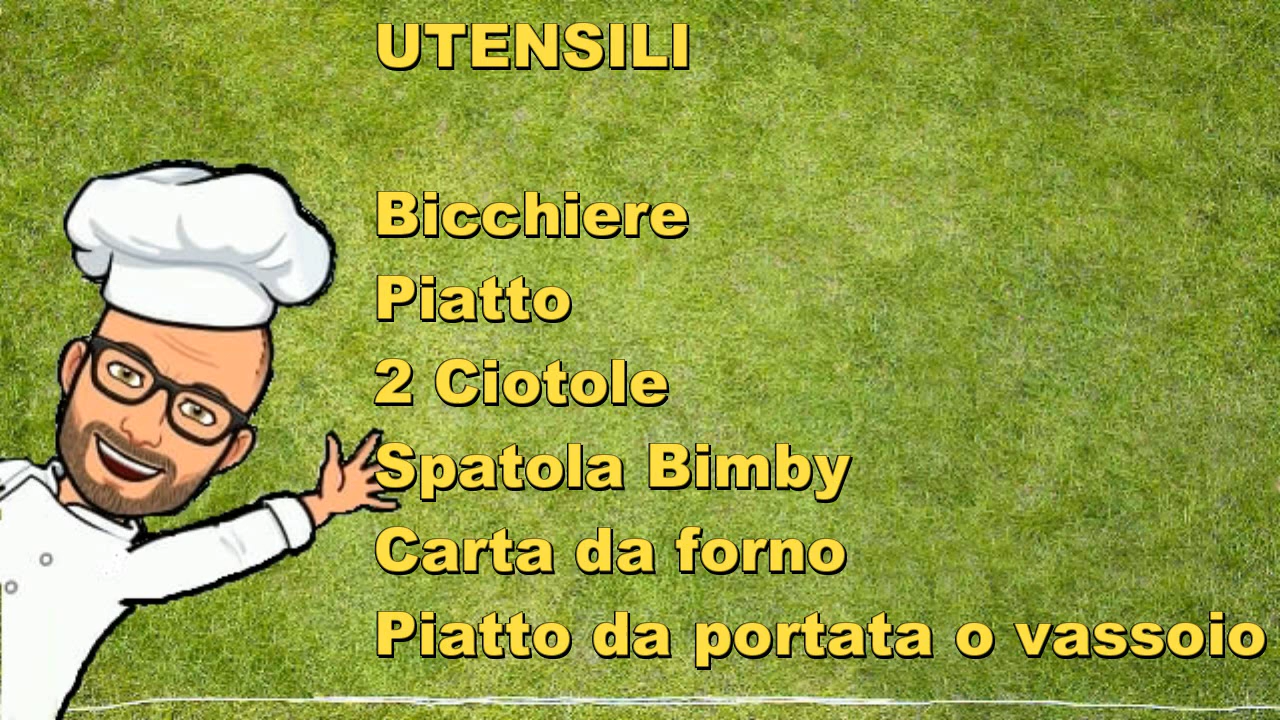 UTENSILI
Bicchiere
Piatto
2 Ciotole
Spatola Bimby
Carta da forno
Piatto da portata o vassoio